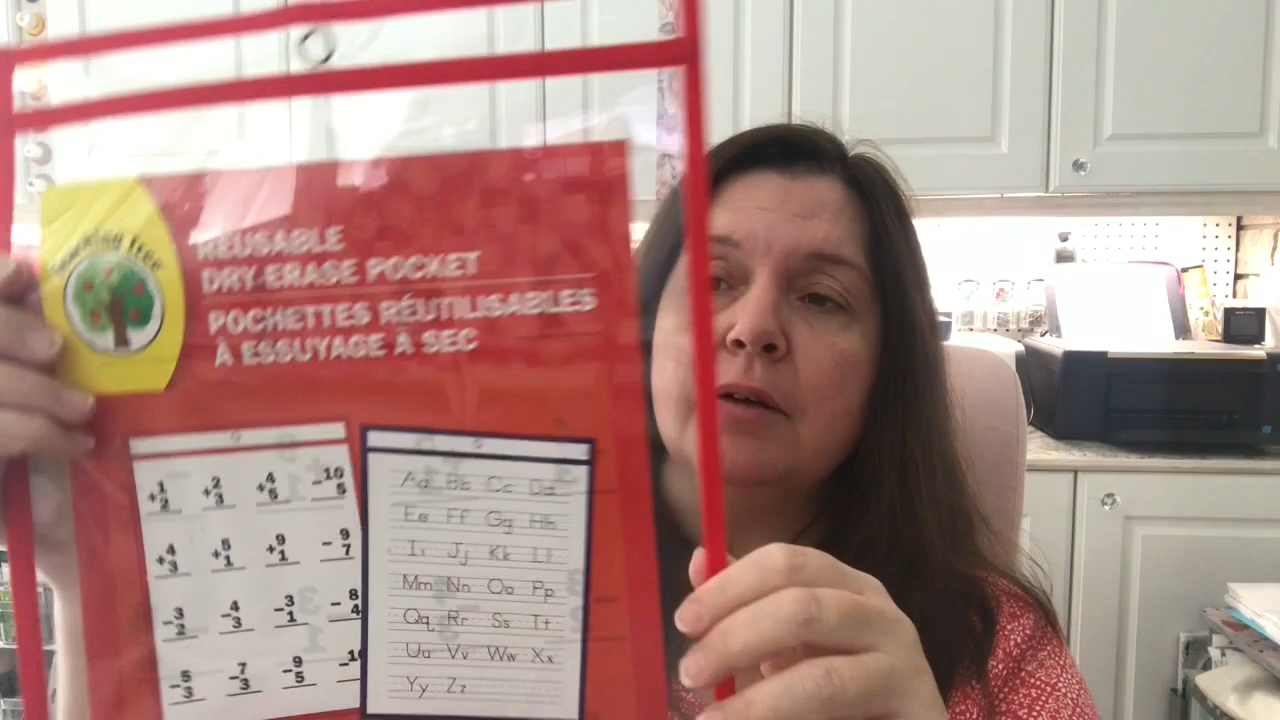 Learning Tree
REUSABLE
DRY-ERASE POCKET
POCHETTES RÉUTILISABLES
À ESSUYAGE À SEC
+1 2 +2 3 +4 5 -10 5
+4 3 +5 1 +9 1 -9 7
-3 2 -4 3 -3 1 -8 4
-5 3 -7 3 -9 5
Aa Bb Cc Dd
Ee Ff Gg Hh
Ii Jj Kk Ll
Mm Nn Oo Pp
Qq Rr Ss Tt
Uu Vv Ww Xx
Yy Zz